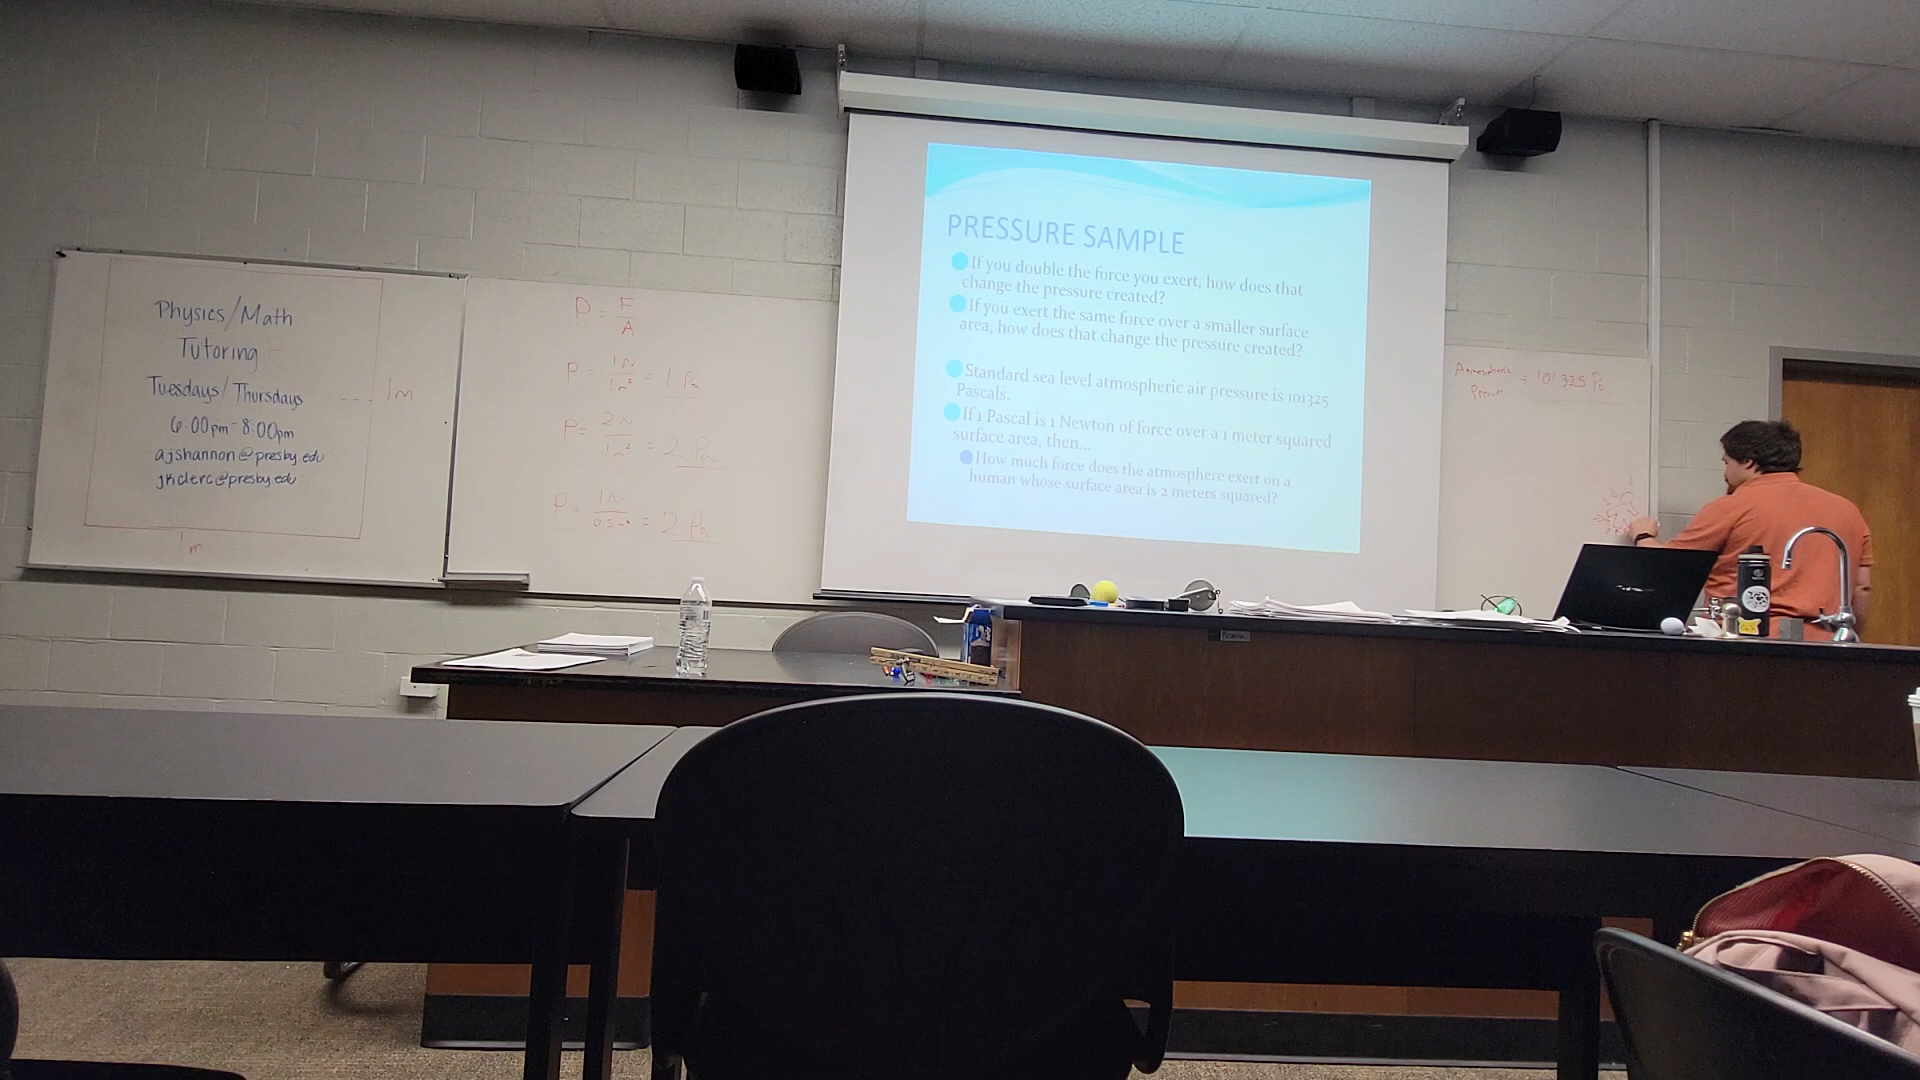 Physics/Math
Tutoring
Tuesdays/Thursdays
6:00pm-8:00pm
ajshannon@presby.edu
jkclerc@presby.edu
1m
1m
P = F/A
P = 1N/1m² = 1 Pa
P = 2N/1m² = 2 Pa
P = 1N/0.5m² = 2 Pa
PRESSURE SAMPLE
If you double the force you exert, how does that
change the pressure created?
If you exert the same force over a smaller surface
area, how does that change the pressure created?
Standard sea level atmospheric air pressure is 101325
Pascals.
If 1 Pascal is 1 Newton of force over a 1 meter squared
surface area, then...
How much force does the atmosphere exert on a
human whose surface area is 2 meters squared?
Atmospheric = 101325 Pa